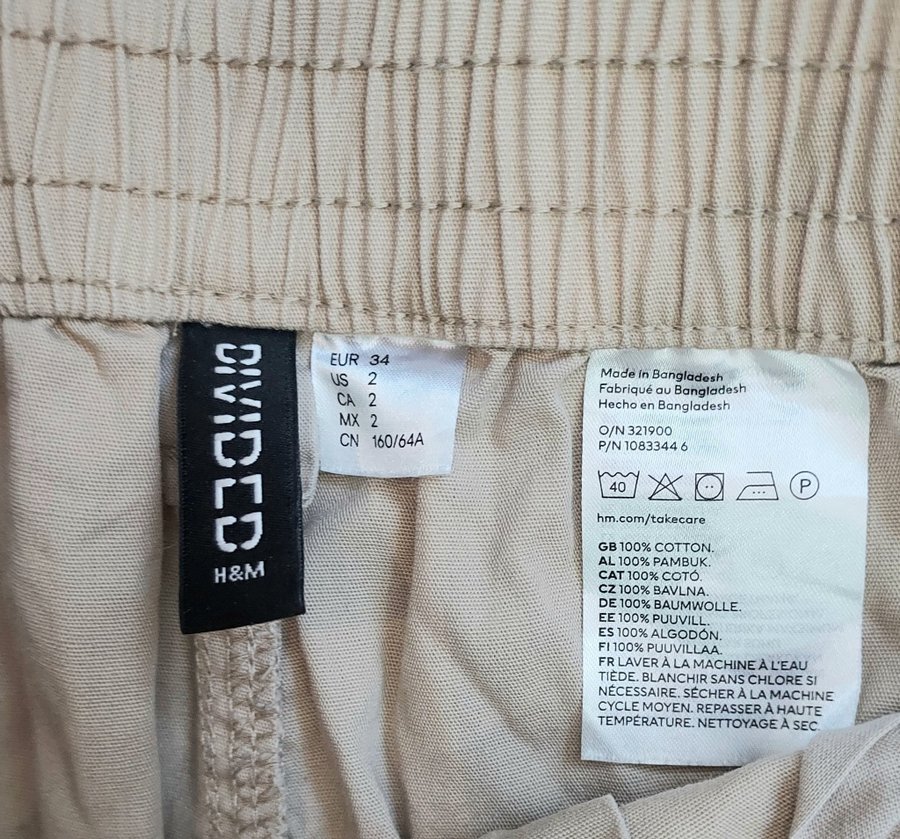 DIVIDED
H&M
EUR 34
US 2
CA 2
MX 2
CN 160/64A
Made in Bangladesh
Fabriqué au Bangladesh
Hecho en Bangladesh
O/N 321900
P/N 1083344 6
40 P
hm.com/takecare
GB 100% COTTON.
AL 100% PAMBUK.
CAT 100% COTÓ.
CZ 100% BAVLNA.
DE 100% BAUMWOLLE.
EE 100% PUUVILL.
ES 100% ALGODÓN.
FI 100% PUUVILLAA.
FR LAVER À LA MACHINE À L'EAU
TIÈDE. BLANCHIR SANS CHLORE SI
NÉCESSAIRE. SÉCHER À LA MACHINE
CYCLE MOYEN. REPASSER À HAUTE
TEMPÉRATURE. NETTOYAGE À SEC.